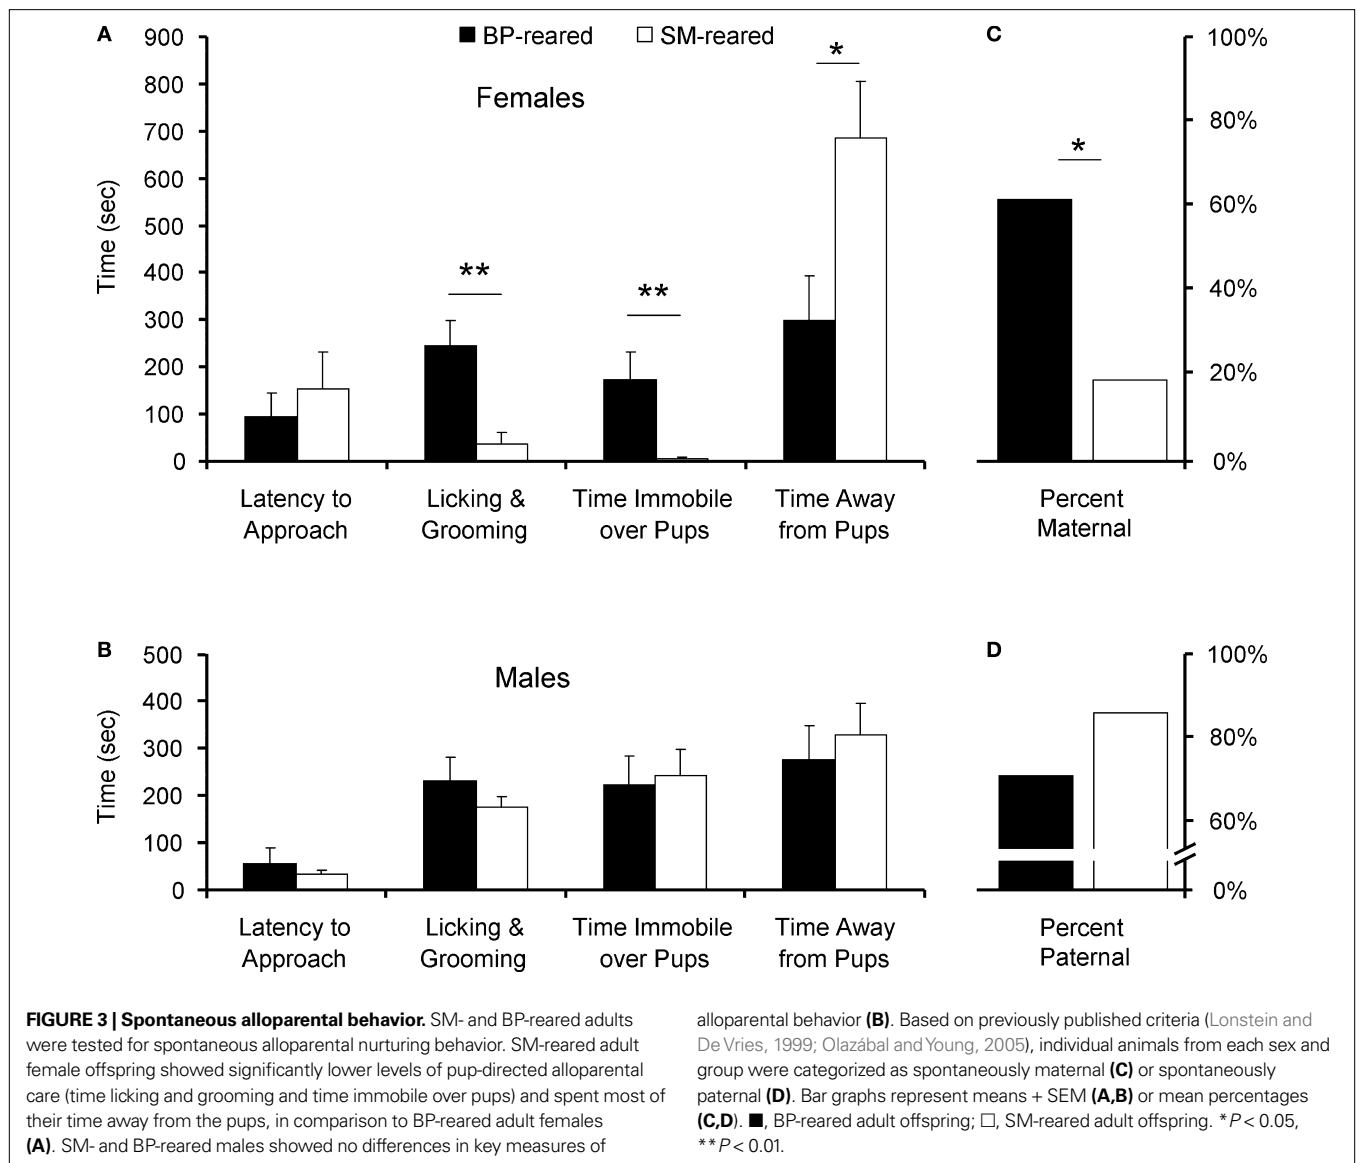 A
BP-reared SM-reared
Females
900
800
700
600
500
400
300
200
100
0
Time (sec)
*
**
**
Latency to
Approach
Licking &
Grooming
Time Immobile
over Pups
Time Away
from Pups
C
100%
80%
60%
40%
20%
0%
*
Percent
Maternal
B
Males
500
400
300
200
100
0
Time (sec)
Latency to
Approach
Licking &
Grooming
Time Immobile
over Pups
Time Away
from Pups
D
100%
80%
60%
0%
Percent
Paternal
FIGURE 3 | Spontaneous alloparental behavior. SM- and BP-reared adults
were tested for spontaneous alloparental nurturing behavior. SM-reared adult
female offspring showed significantly lower levels of pup-directed alloparental
care (time licking and grooming and time immobile over pups) and spent most of
their time away from the pups, in comparison to BP-reared adult females
(A). SM- and BP-reared males showed no differences in key measures of
alloparental behavior (B). Based on previously published criteria (Lonstein and
De Vries, 1999; Olazábal and Young, 2005), individual animals from each sex and
group were categorized as spontaneously maternal (C) or spontaneously
paternal (D). Bar graphs represent means + SEM (A,B) or mean percentages
(C,D). ■, BP-reared adult offspring; □, SM-reared adult offspring. *P < 0.05,
**P < 0.01.